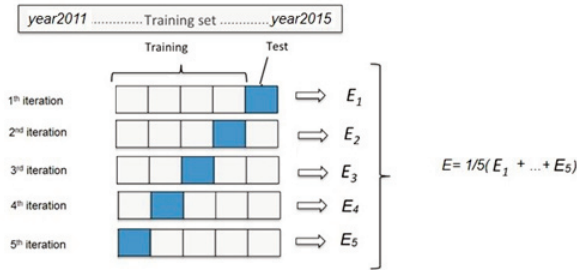 year2011 .............. Training set ............. year2015
Training Test
1th iteration E1
2nd iteration E2
3rd iteration E3
4th iteration E4
5th iteration E5
E= 1/5( E1 + ...+ E5)